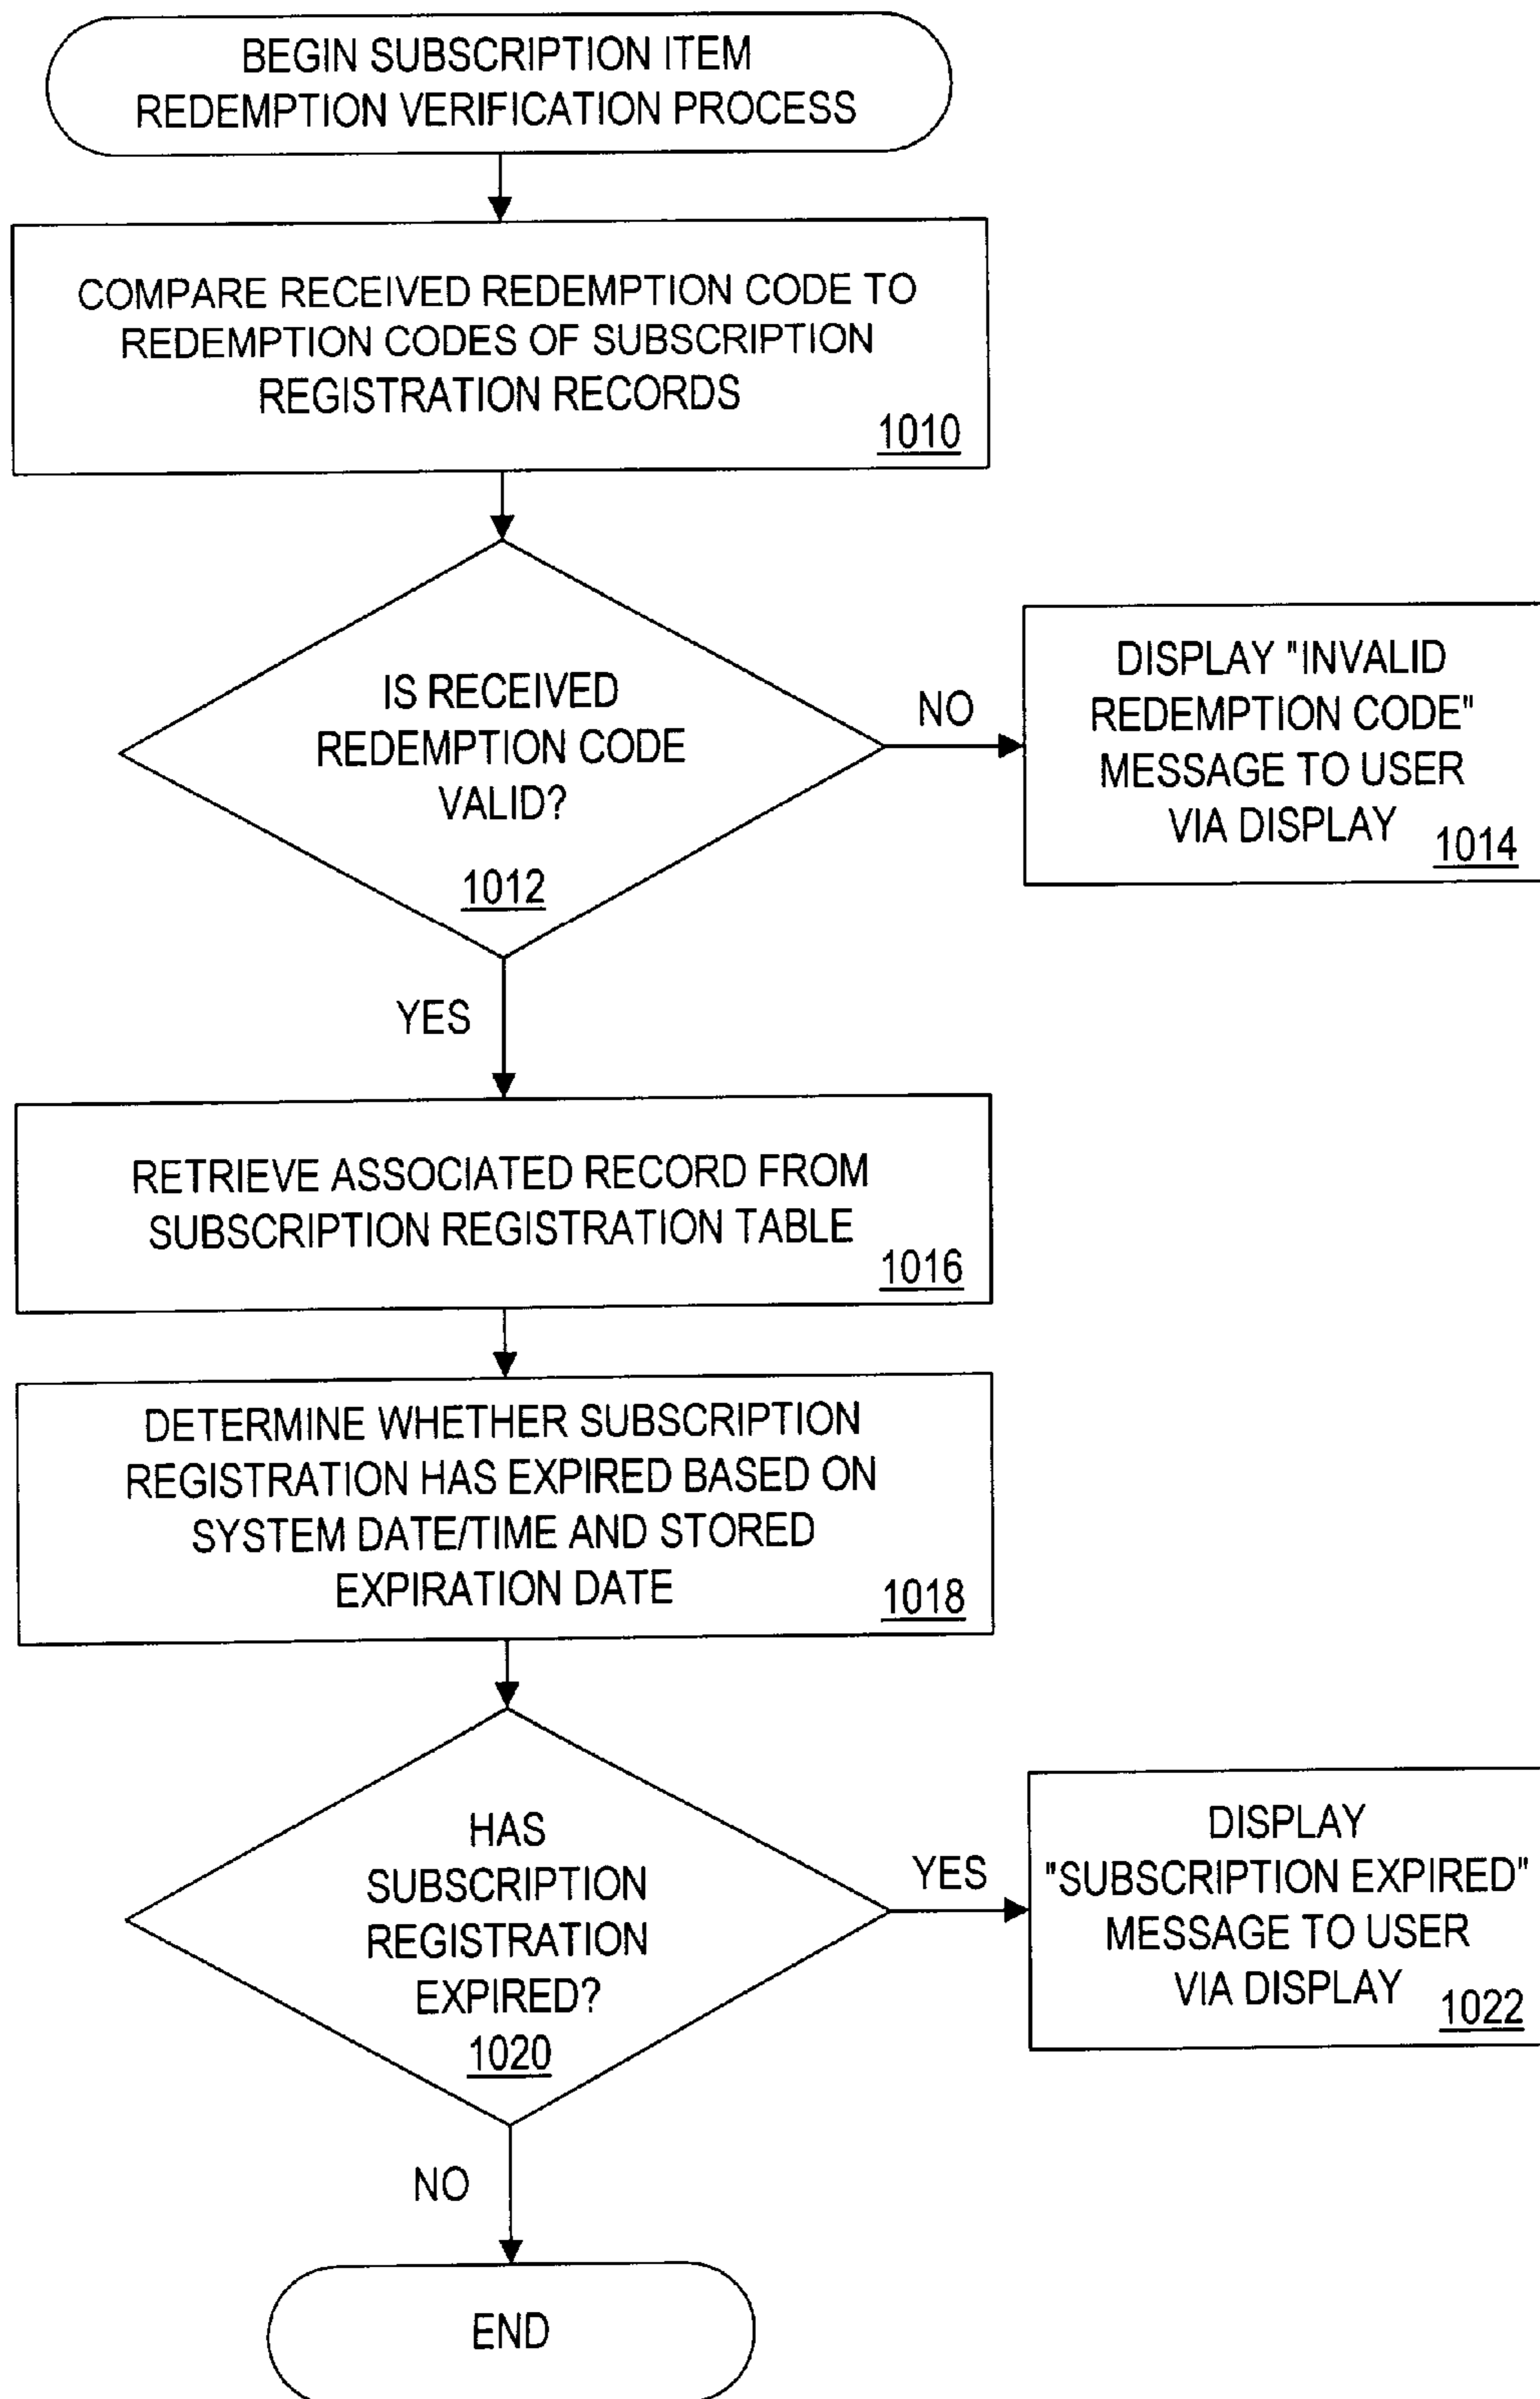 BEGIN SUBSCRIPTION ITEM
REDEMPTION VERIFICATION PROCESS
COMPARE RECEIVED REDEMPTION CODE TO
REDEMPTION CODES OF SUBSCRIPTION
REGISTRATION RECORDS
1010
IS RECEIVED
REDEMPTION CODE
VALID?
1012
NO
DISPLAY "INVALID
REDEMPTION CODE"
MESSAGE TO USER
VIA DISPLAY
1014
YES
RETRIEVE ASSOCIATED RECORD FROM
SUBSCRIPTION REGISTRATION TABLE
1016
DETERMINE WHETHER SUBSCRIPTION
REGISTRATION HAS EXPIRED BASED ON
SYSTEM DATE/TIME AND STORED
EXPIRATION DATE
1018
HAS
SUBSCRIPTION
REGISTRATION
EXPIRED?
1020
YES
DISPLAY
"SUBSCRIPTION EXPIRED"
MESSAGE TO USER
VIA DISPLAY
1022
NO
END